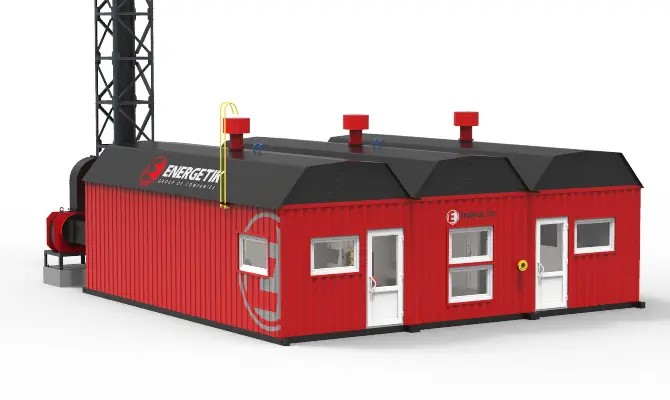 ENERGETIK
GROUP OF COMPANIES